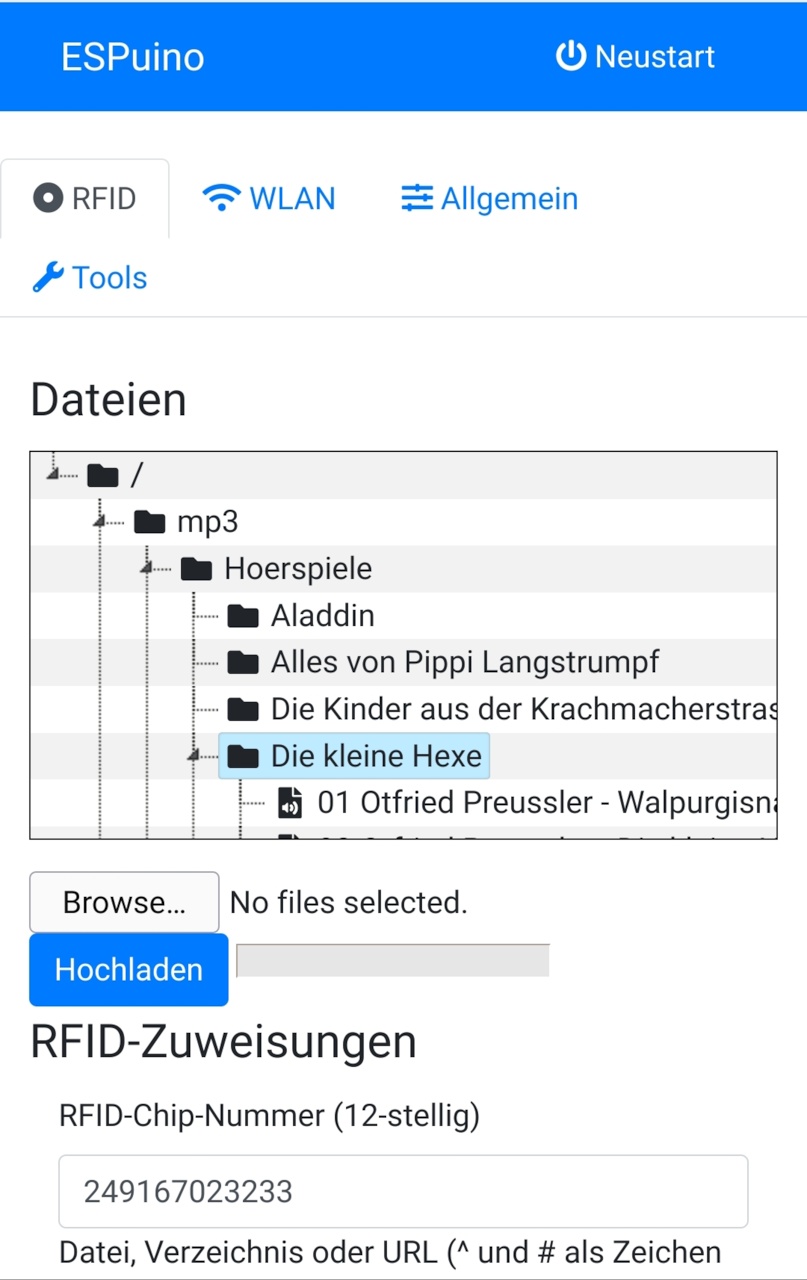 ESPuino
Neustart
RFID
WLAN
Allgemein
Tools
Dateien
/
mp3
Hoerspiele
Aladdin
Alles von Pippi Langstrumpf
Die Kinder aus der Krachmacherstras
Die kleine Hexe
01 Otfried Preussler - Walpurgisna
Browse... No files selected.
Hochladen
RFID-Zuweisungen
RFID-Chip-Nummer (12-stellig)
249167023233
Datei, Verzeichnis oder URL (^ und # als Zeichen